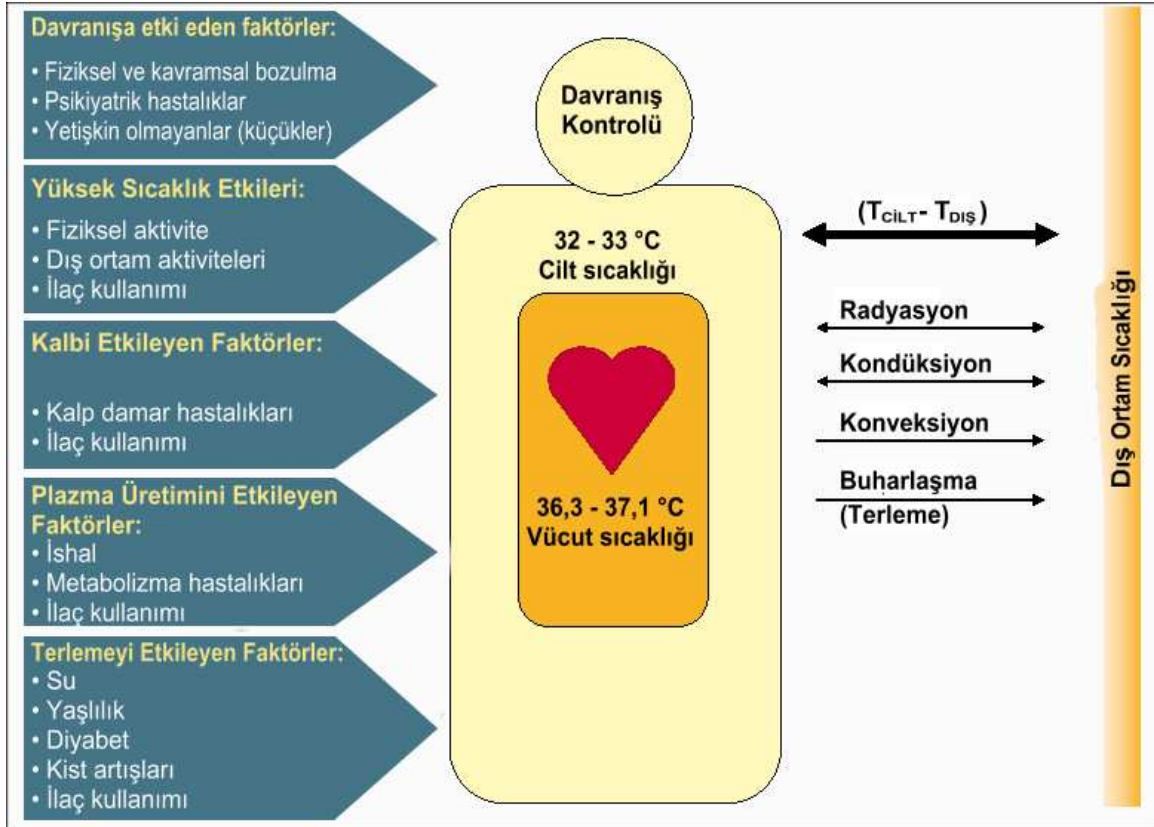 Davranışa etki eden faktörler:
• Fiziksel ve kavramsal bozulma
• Psikiyatrik hastalıklar
• Yetişkin olmayanlar (küçükler)
Yüksek Sıcaklık Etkileri:
• Fiziksel aktivite
• Dış ortam aktiviteleri
• İlaç kullanımı
Kalbi Etkileyen Faktörler:
• Kalp damar hastalıkları
• İlaç kullanımı
Plazma Üretimini Etkileyen
Faktörler:
• İshal
• Metabolizma hastalıkları
• İlaç kullanımı
Terlemeyi Etkileyen Faktörler:
• Su
• Yaşlılık
• Diyabet
• Kist artışları
• İlaç kullanımı
Davranış
Kontrolü
32 - 33 °C
Cilt sıcaklığı
36,3 - 37,1 °C
Vücut sıcaklığı
(TCİLT - TDIŞ)
Radyasyon
Kondüksiyon
Konveksiyon
Buharlaşma
(Terleme)
Dış Ortam Sıcaklığı